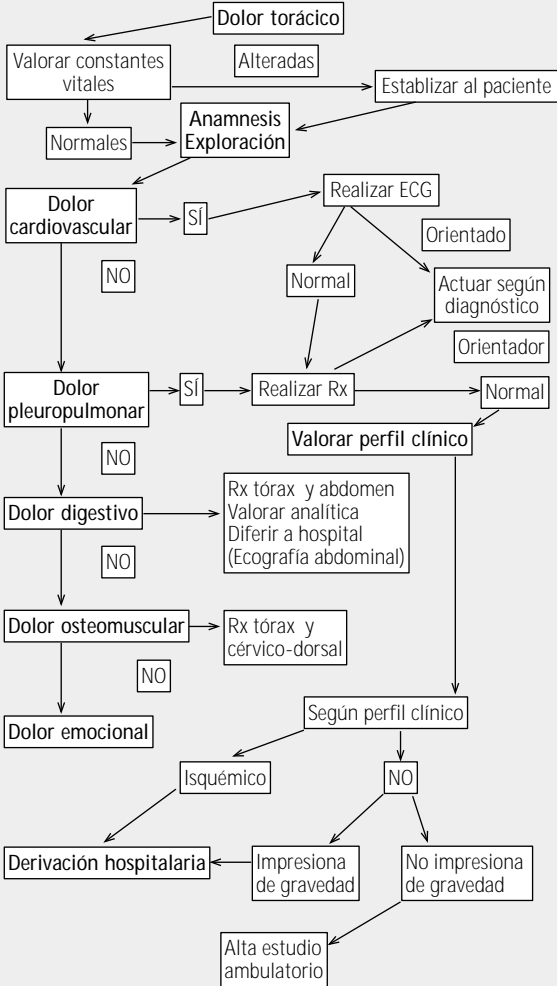 Dolor torácico
Valorar constantes
vitales
Alteradas
Establizar al paciente
Normales
Anamnesis
Exploración
Dolor
cardiovascular
SÍ
Realizar ECG
Orientado
NO
Normal
Actuar según
diagnóstico
Orientador
Dolor
pleuropulmonar
SÍ
Realizar Rx
Normal
Valorar perfil clínico
NO
Rx tórax y abdomen
Valorar analítica
Diferir a hospital
(Ecografía abdominal)
Dolor digestivo
NO
Dolor osteomuscular
Rx tórax y
cérvico-dorsal
NO
Según perfil clínico
Dolor emocional
Isquémico
NO
Derivación hospitalaria
Impresiona
de gravedad
No impresiona
de gravedad
Alta estudio
ambulatorio